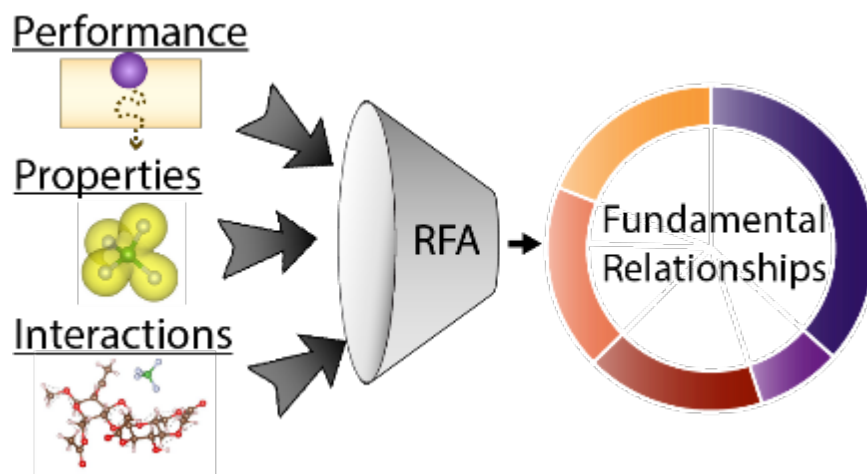 Performance
Properties
Interactions
RFA
Fundamental
Relationships